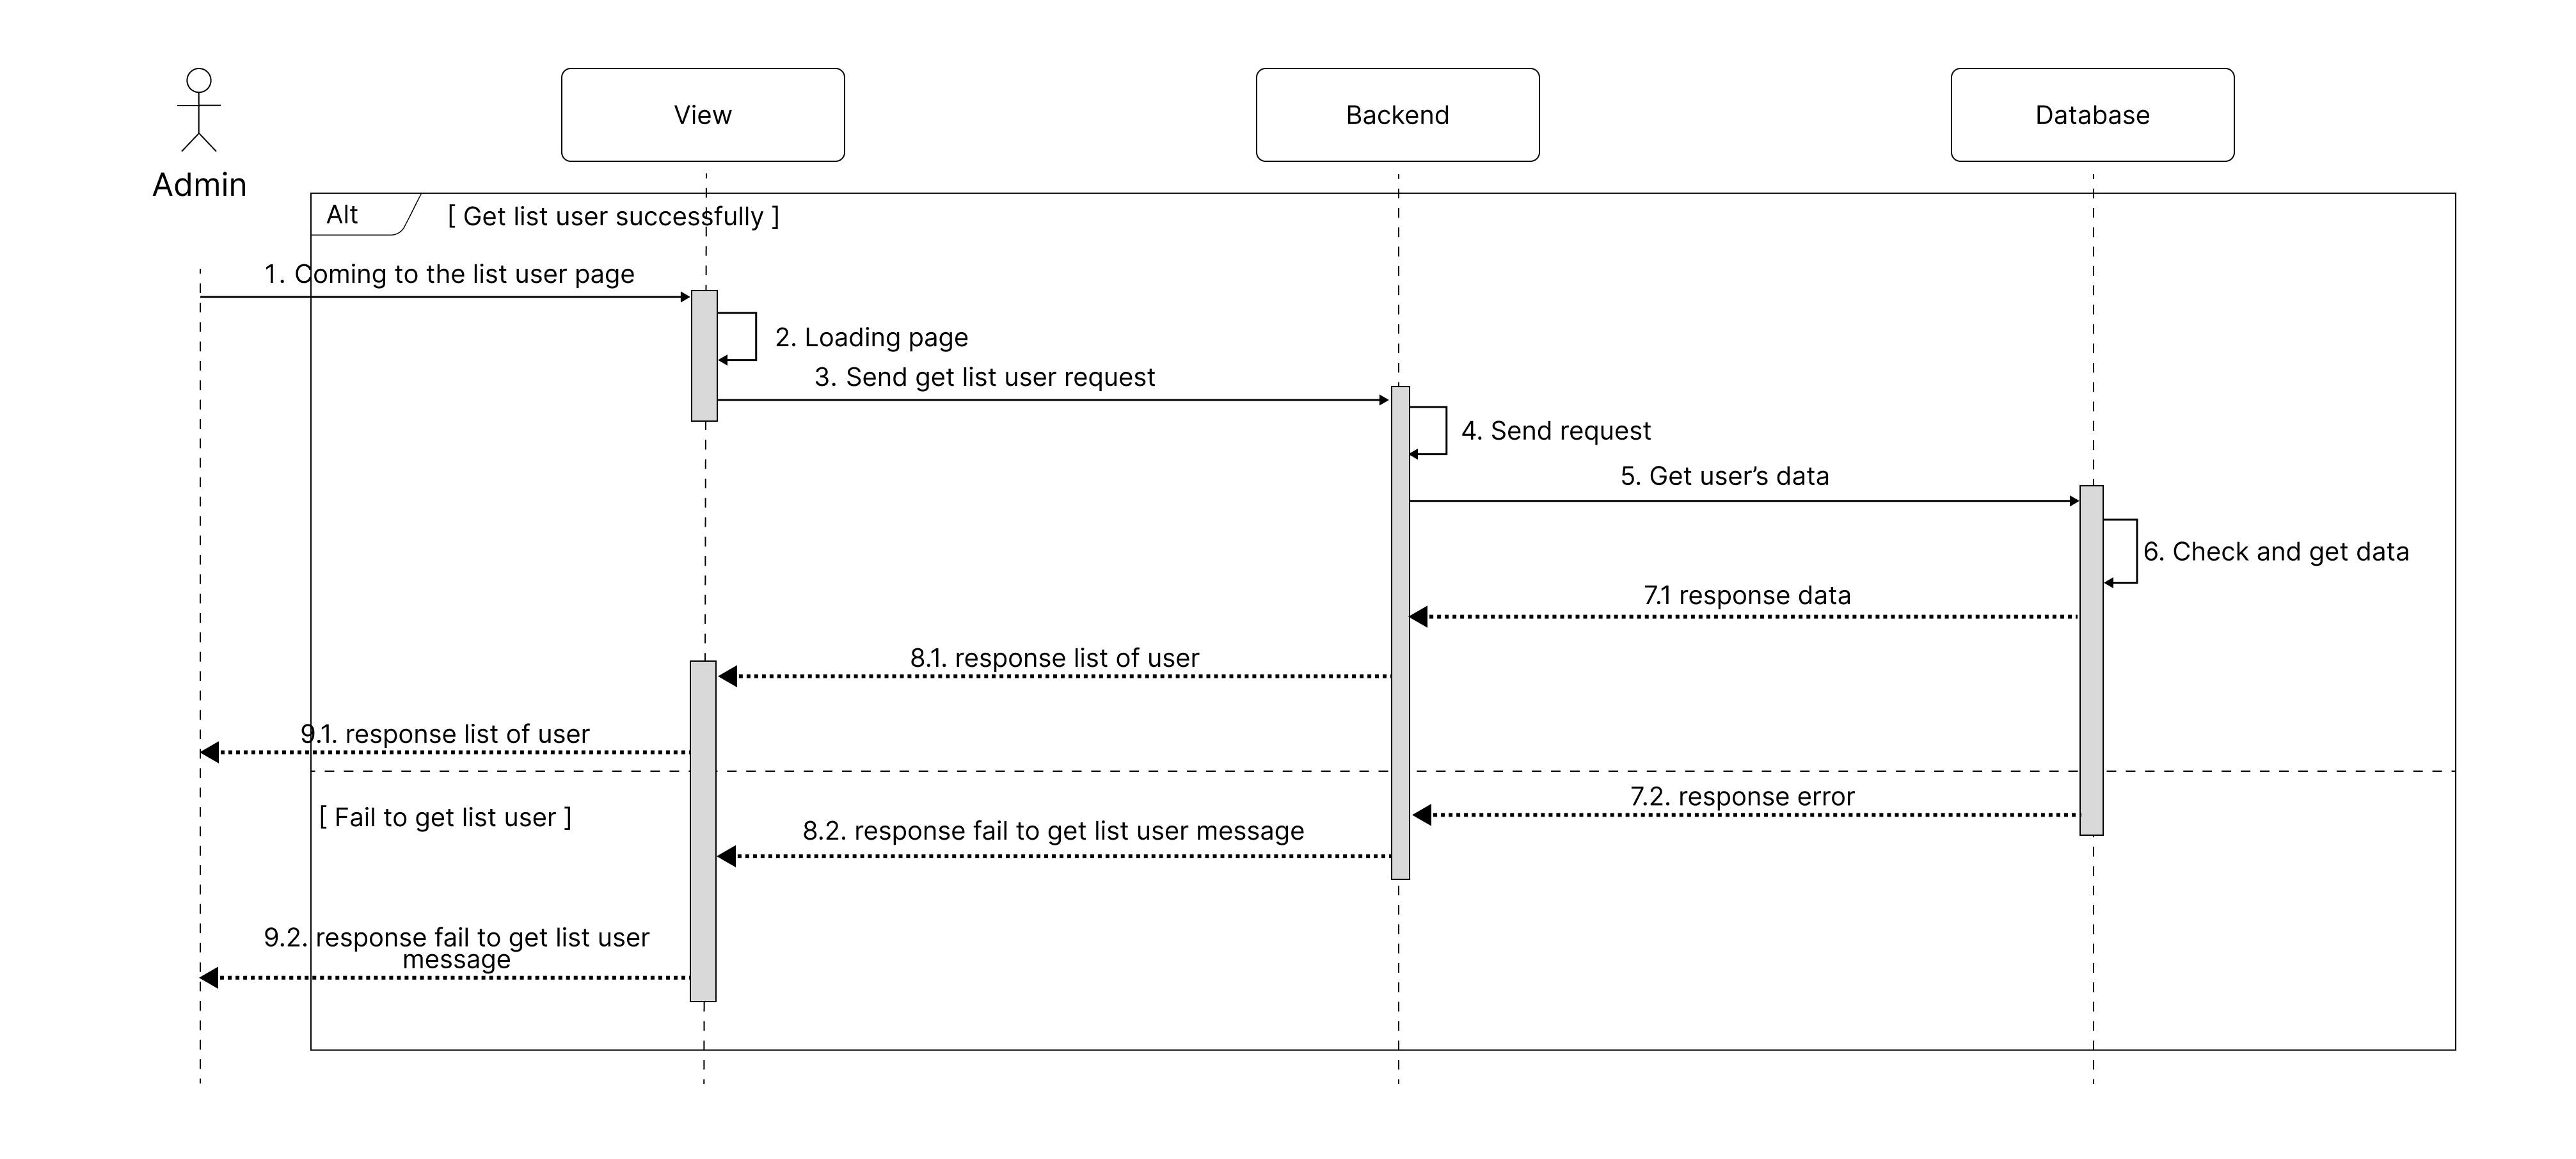 Admin
View
Backend
Database
Alt
[ Get list user successfully ]
1. Coming to the list user page
2. Loading page
3. Send get list user request
4. Send request
5. Get user’s data
6. Check and get data
7.1 response data
8.1. response list of user
9.1. response list of user
[ Fail to get list user ]
7.2. response error
8.2. response fail to get list user message
9.2. response fail to get list user
message